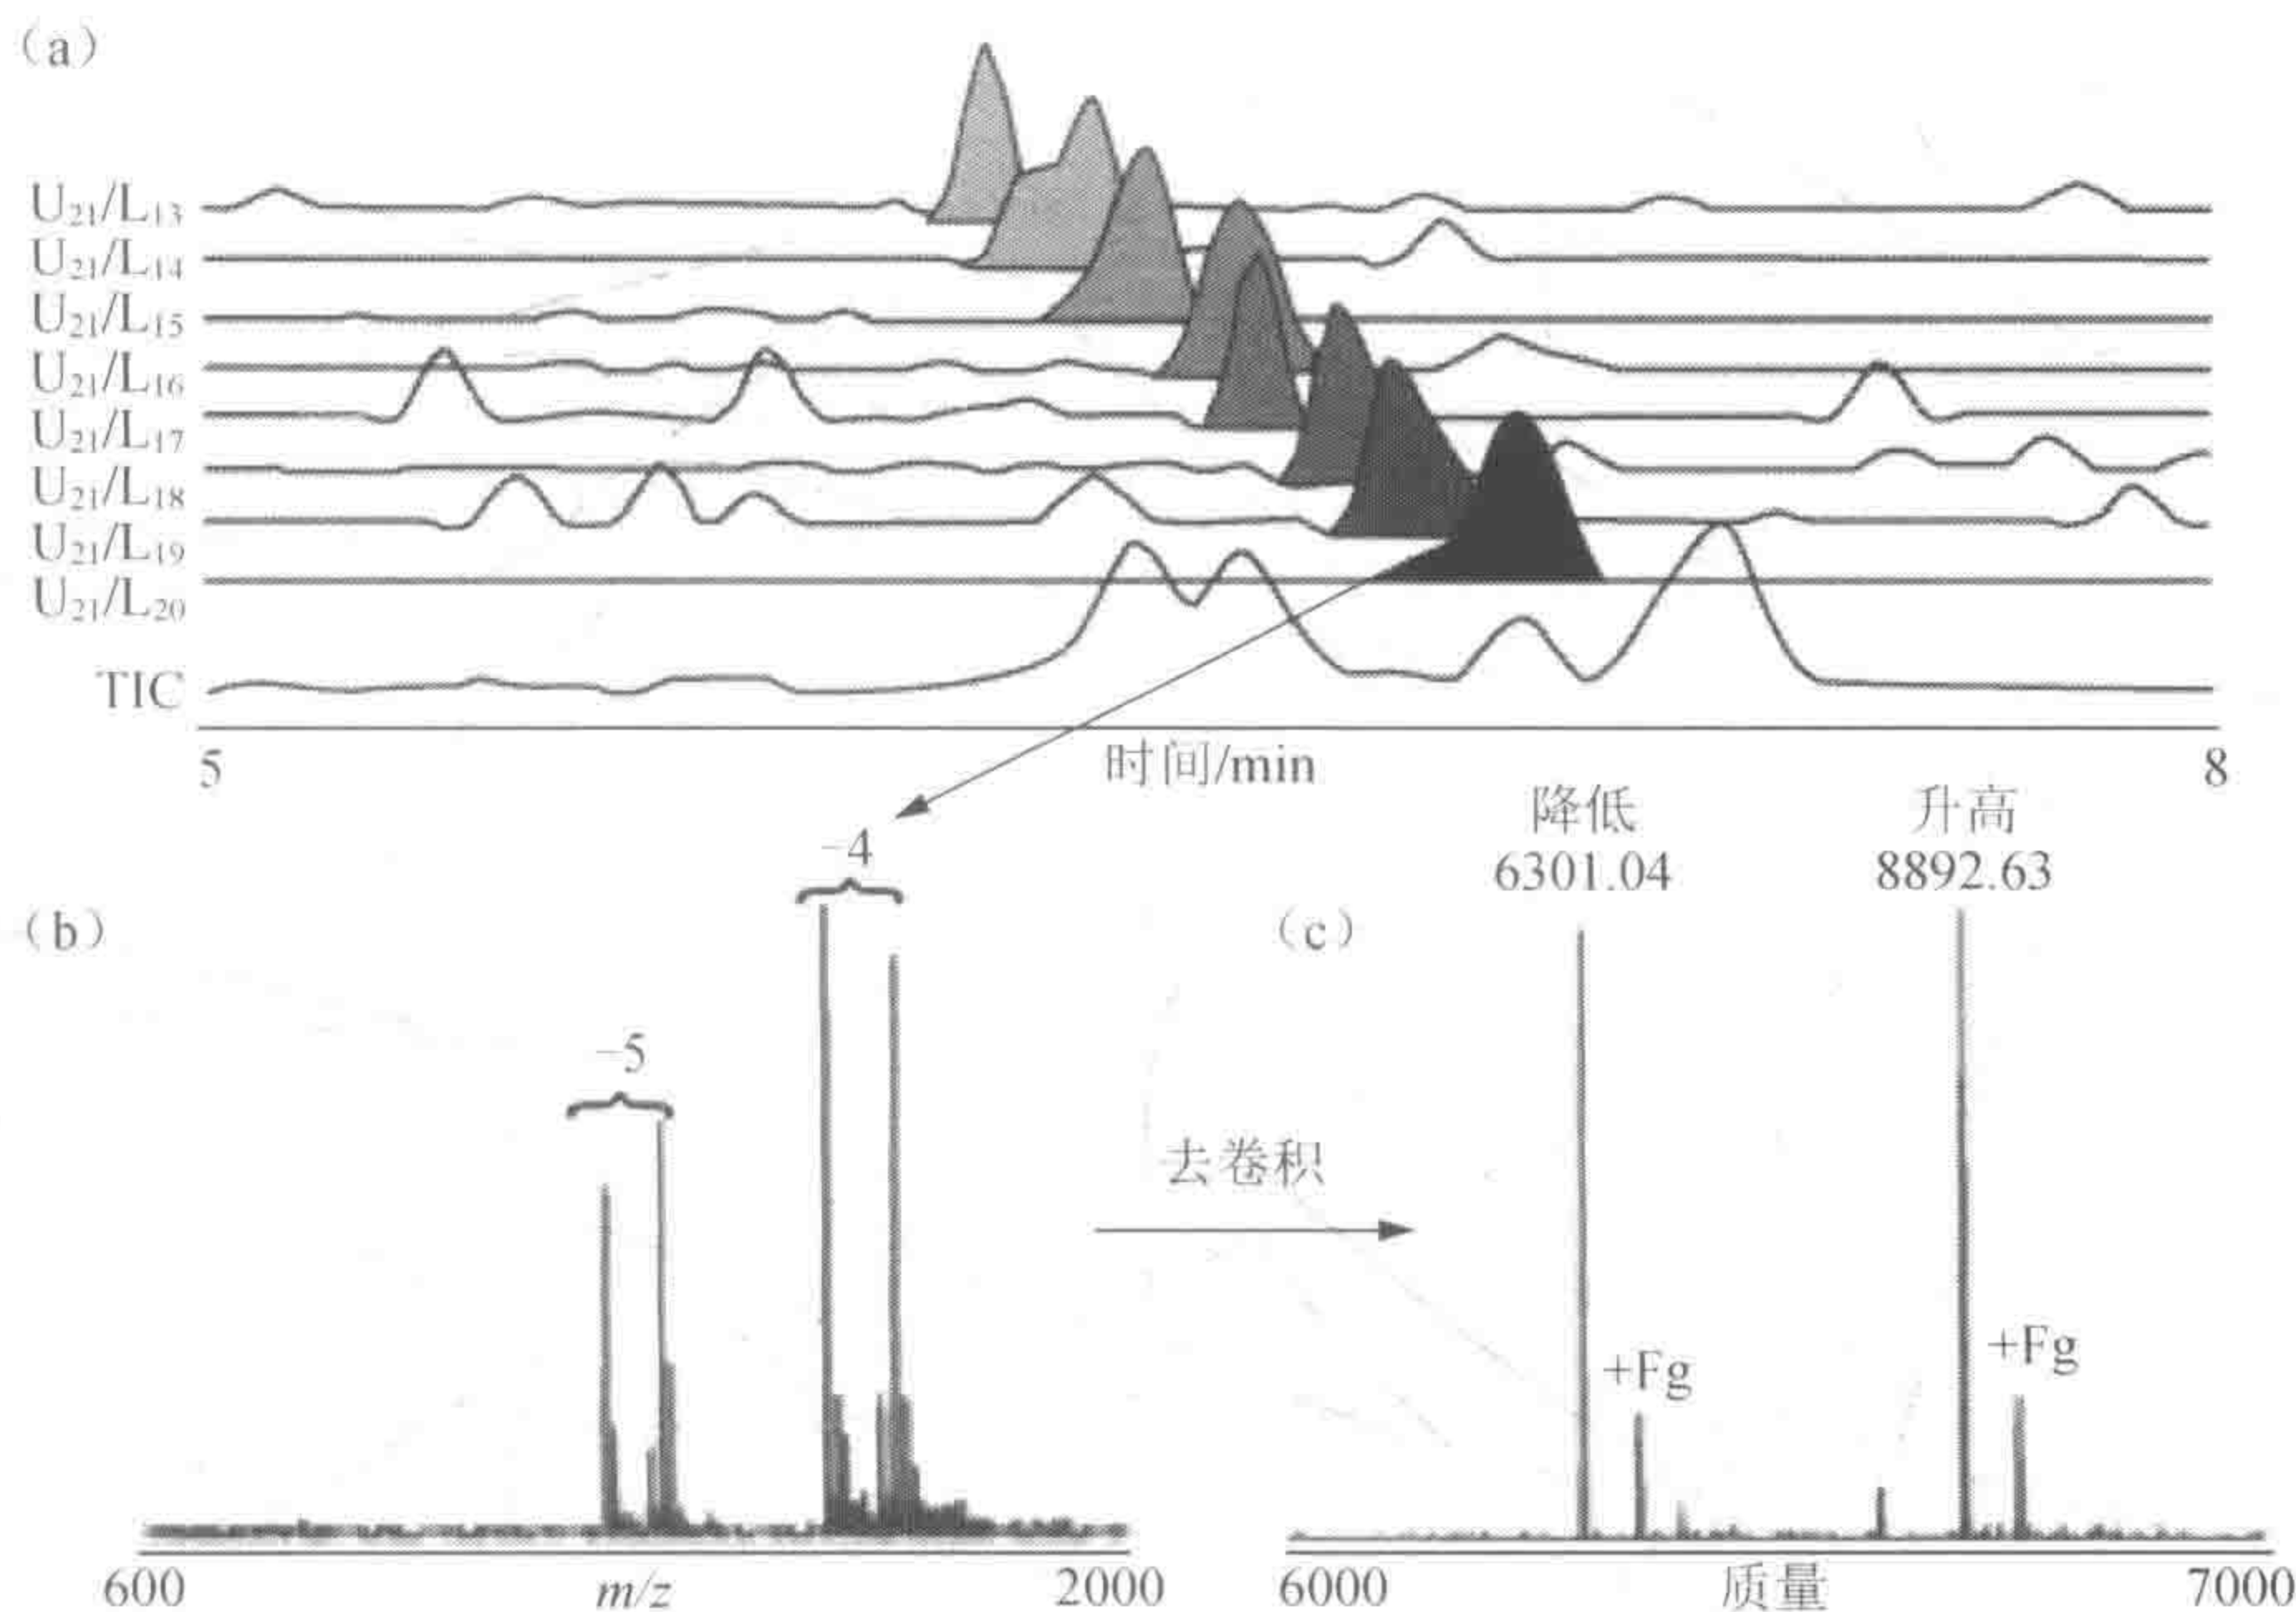 (a)
U21/L13
U21/L14
U21/L15
U21/L16
U21/L17
U21/L18
U21/L19
U21/L20
TIC
5
时间/min
8
(b)
-5
-4
600
m/z
2000
去卷积
(c)
降低
6301.04
升高
8892.63
+Fg
+Fg
6000
质量
7000